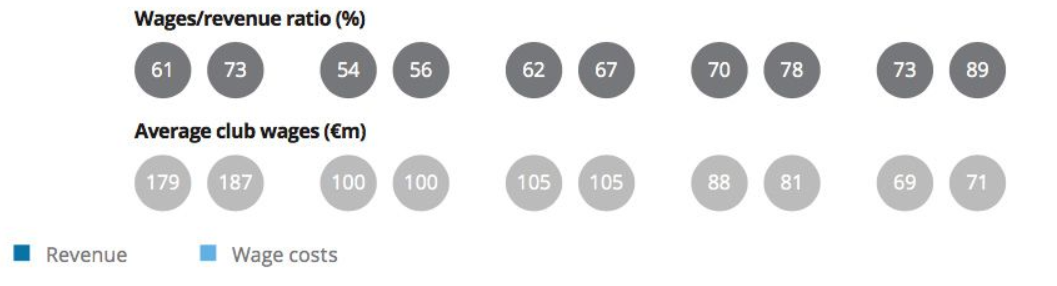 Wages/revenue ratio (%)
61 73 54 56 62 67 70 78 73 89
Average club wages (€m)
179 187 100 100 105 105 88 81 69 71
Revenue Wage costs